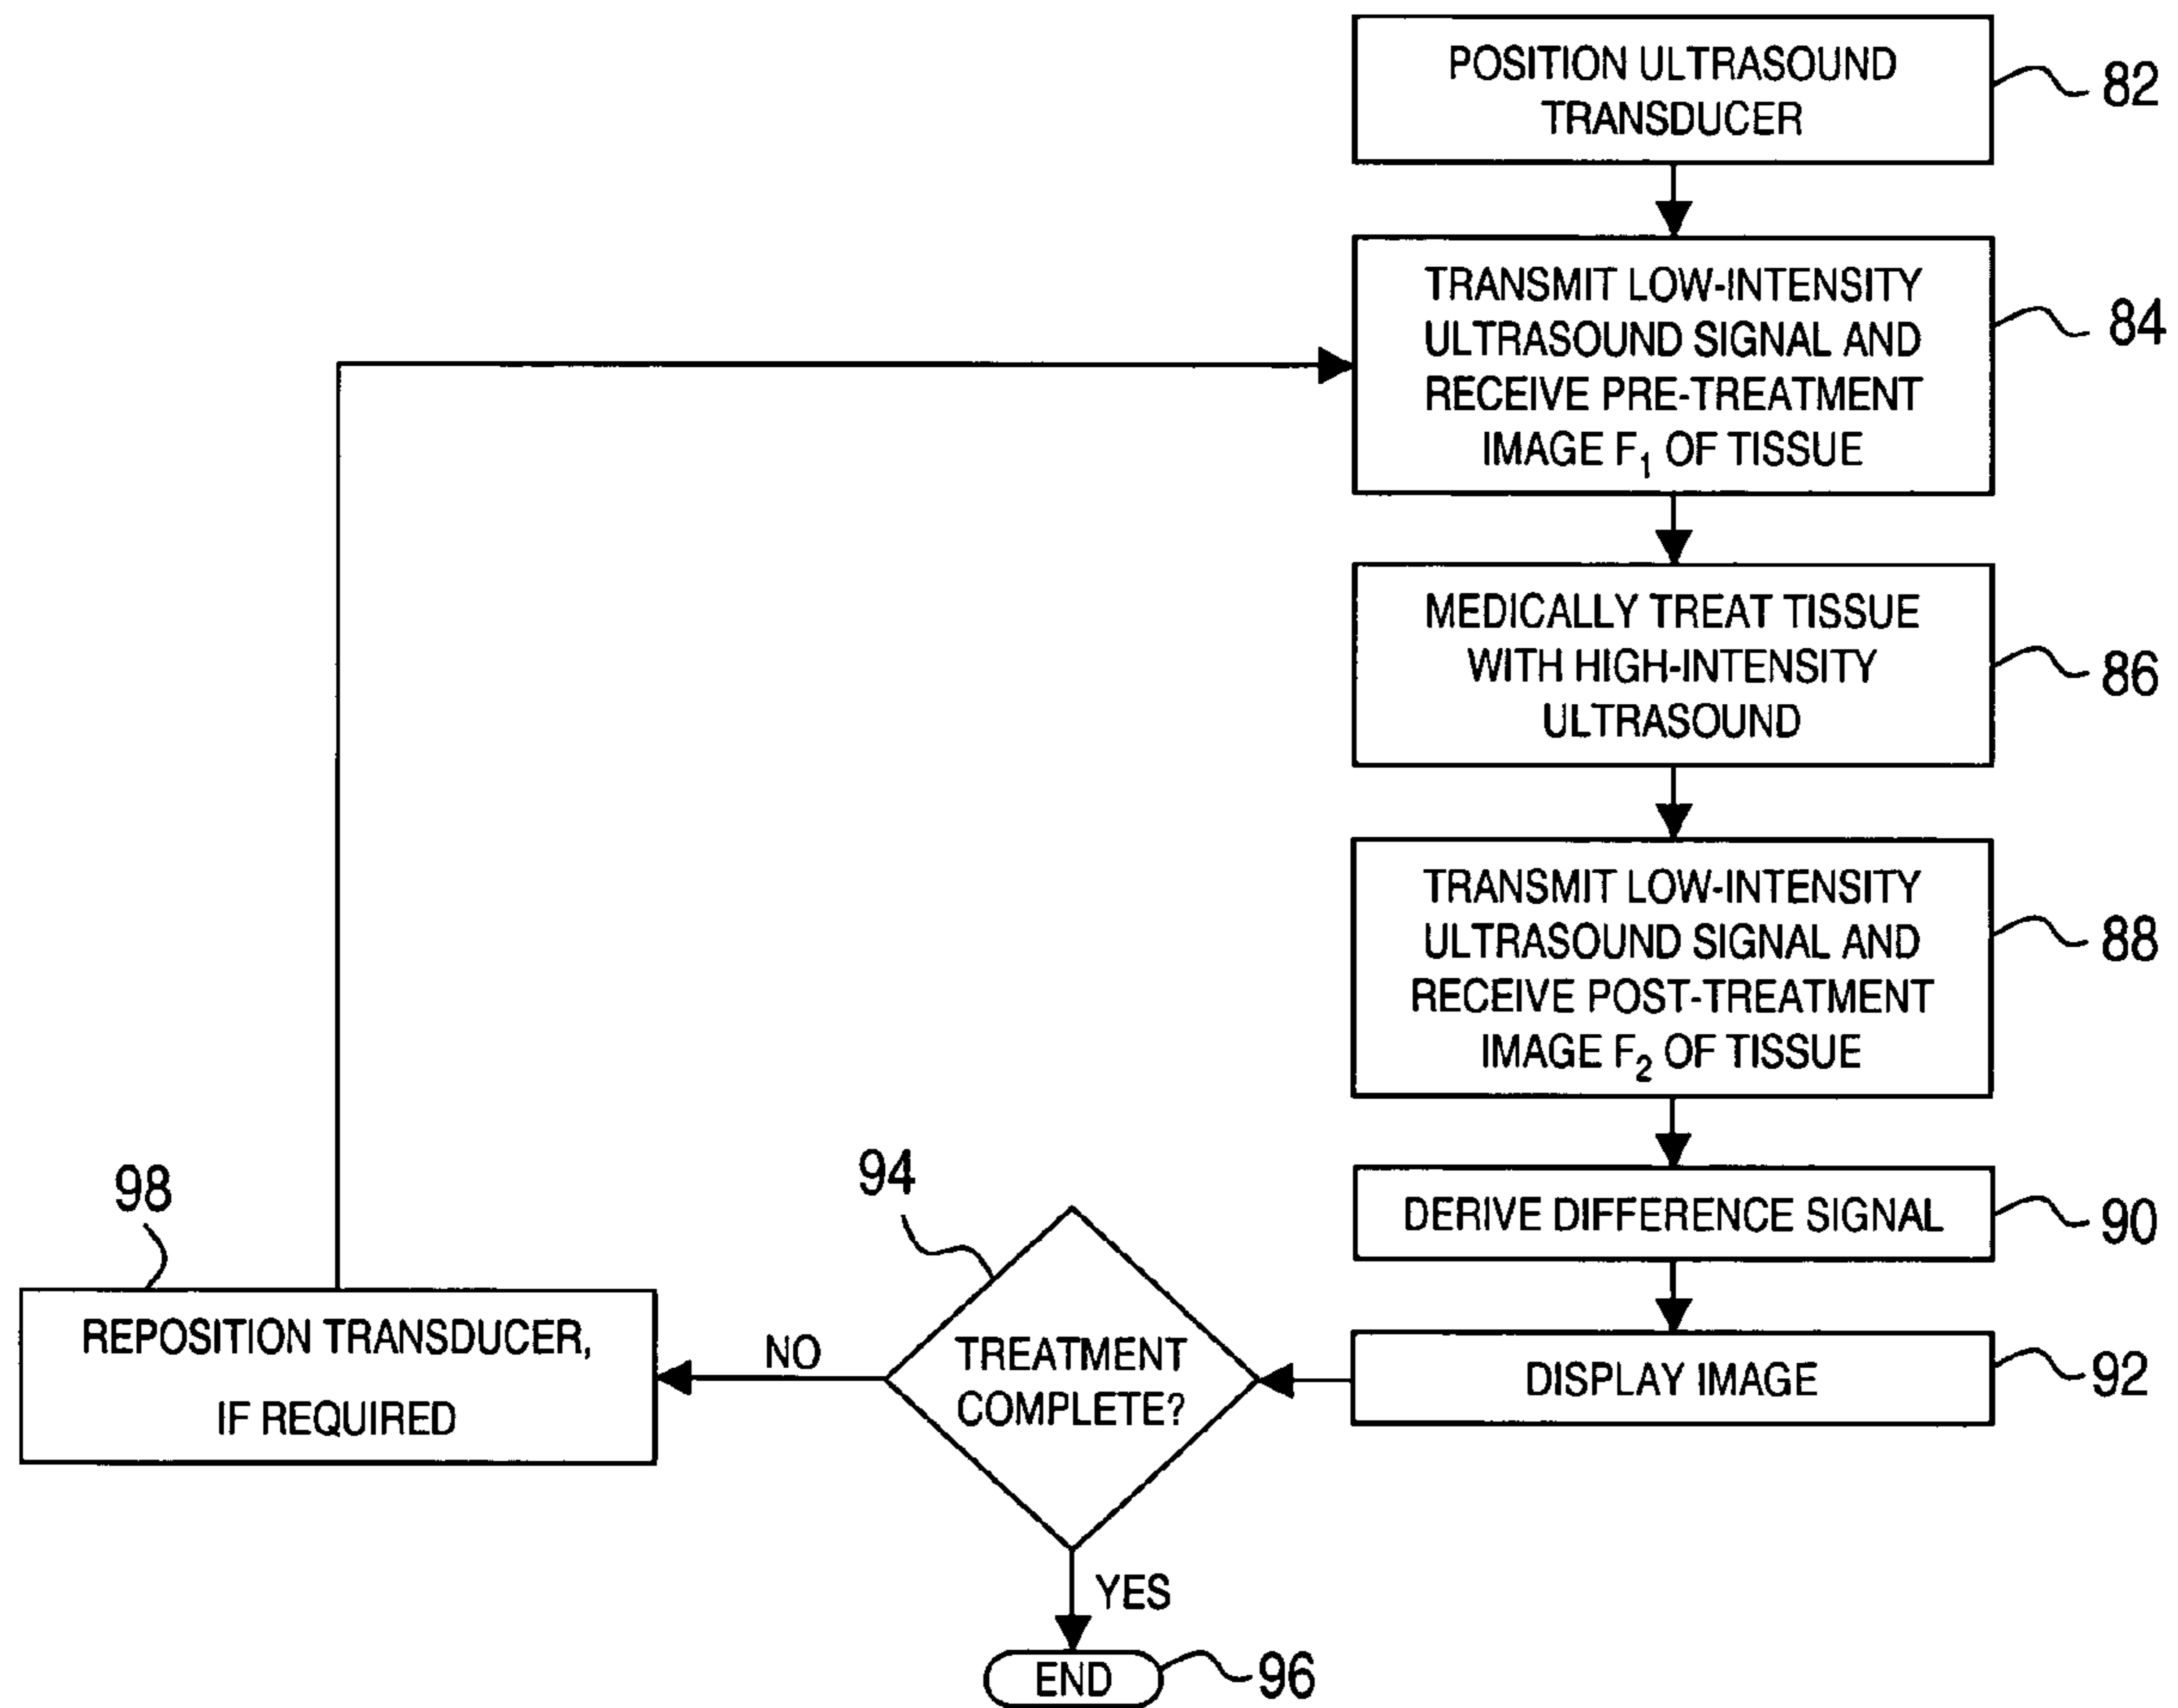 POSITION ULTRASOUND
TRANSDUCER
82
TRANSMIT LOW-INTENSITY
ULTRASOUND SIGNAL AND
RECEIVE PRE-TREATMENT
IMAGE F1 OF TISSUE
84
MEDICALLY TREAT TISSUE
WITH HIGH-INTENSITY
ULTRASOUND
86
TRANSMIT LOW-INTENSITY
ULTRASOUND SIGNAL AND
RECEIVE POST-TREATMENT
IMAGE F2 OF TISSUE
88
DERIVE DIFFERENCE SIGNAL
90
DISPLAY IMAGE
92
94
TREATMENT
COMPLETE?
NO
98
REPOSITION TRANSDUCER,
IF REQUIRED
YES
END
96